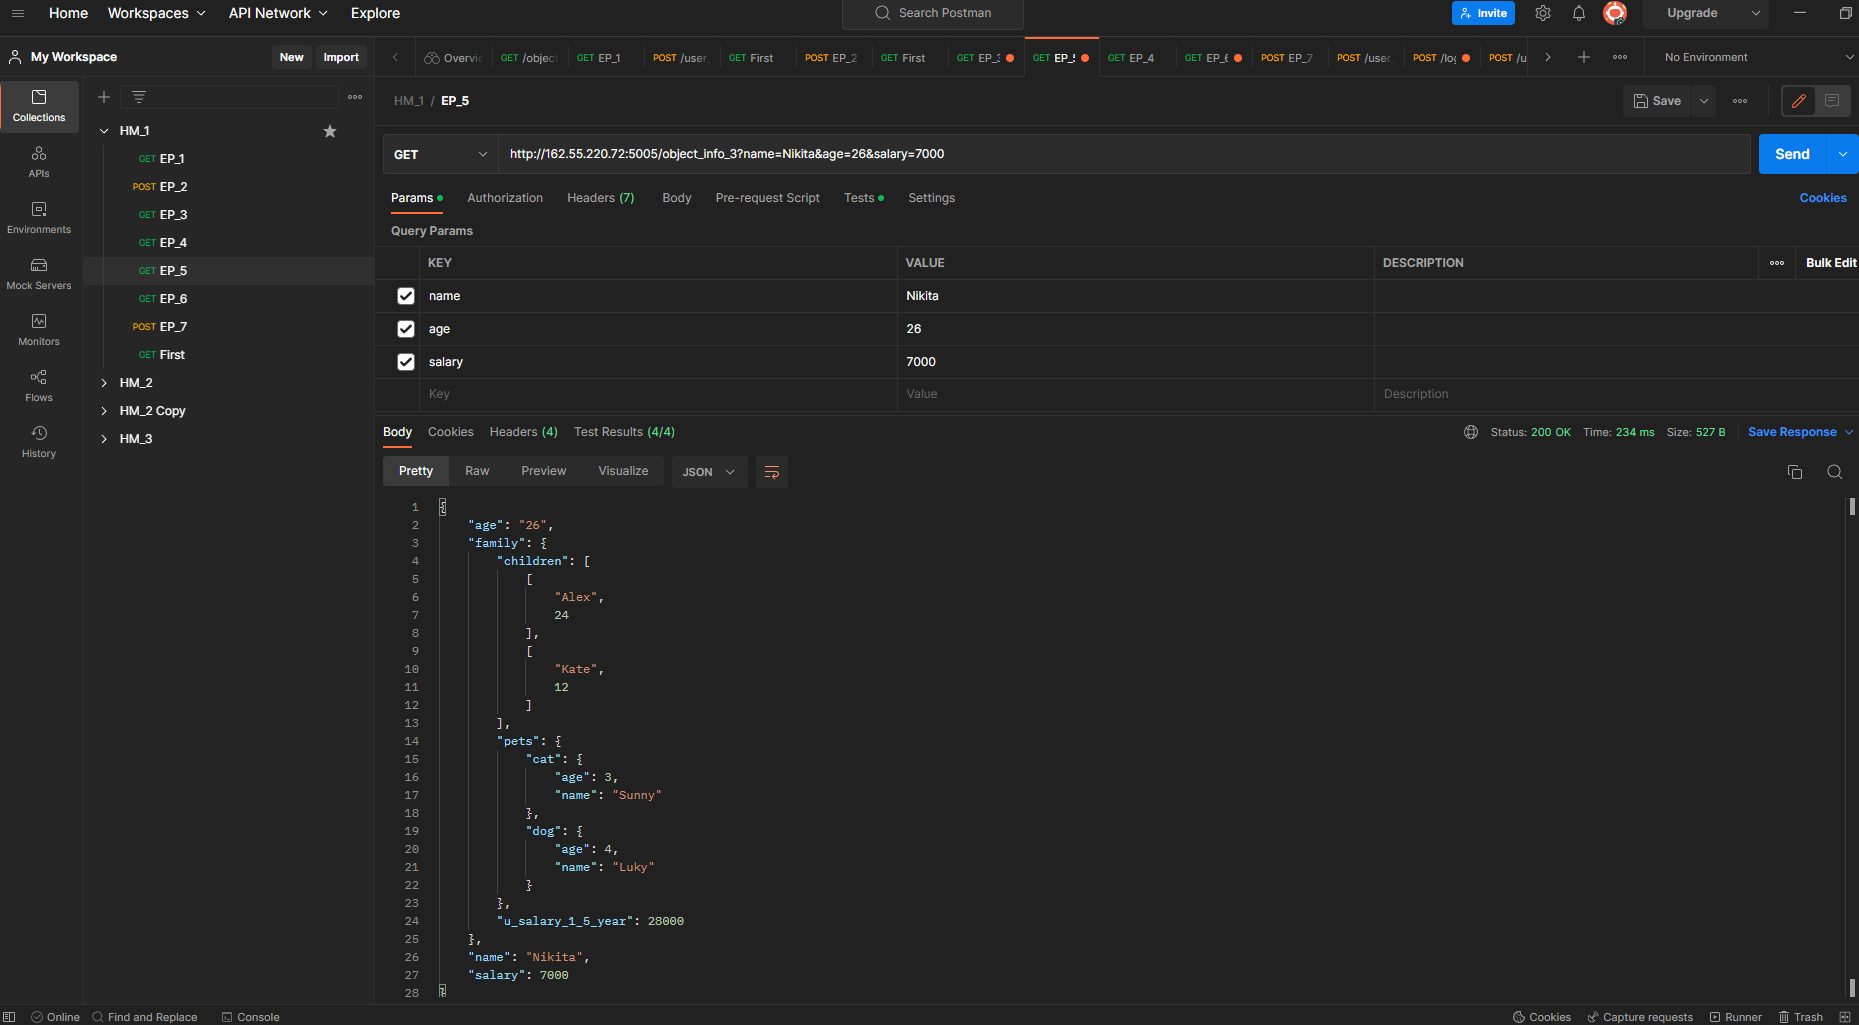 Home Workspaces API Network Explore Search Postman Invite Upgrade
My Workspace New Import Overvie GET /object GET EP_1 POST /user_ GET First POST EP_2 GET First GET EP_3 GET EP_5 GET EP_4 GET EP_6 POST EP_7 POST /user_ POST /log POST /u No Environment
HM_1 / EP_5 Save
Collections
APIs
Environments
Mock Servers
Monitors
Flows
History
HM_1
GET EP_1
POST EP_2
GET EP_3
GET EP_4
GET EP_5
GET EP_6
POST EP_7
GET First
HM_2
HM_2 Copy
HM_3
GET http://162.55.220.72:5005/object_info_3?name=Nikita&age=26&salary=7000 Send
Params Authorization Headers (7) Body Pre-request Script Tests Settings Cookies
Query Params
KEY VALUE DESCRIPTION Bulk Edit
name Nikita
age 26
salary 7000
Key Value Description
Body Cookies Headers (4) Test Results (4/4) Status: 200 OK Time: 234 ms Size: 527 B Save Response
Pretty Raw Preview Visualize JSON
1 {
2 "age": "26",
3 "family": {
4 "children": [
5 [
6 "Alex",
7 24
8 ],
9 [
10 "Kate",
11 12
12 ]
13 ],
14 "pets": {
15 "cat": {
16 "age": 3,
17 "name": "Sunny"
18 },
19 "dog": {
20 "age": 4,
21 "name": "Luky"
22 }
23 },
24 "u_salary_1_5_year": 28000
25 },
26 "name": "Nikita",
27 "salary": 7000
28 }
Online Find and Replace Console Cookies Capture requests Runner Trash